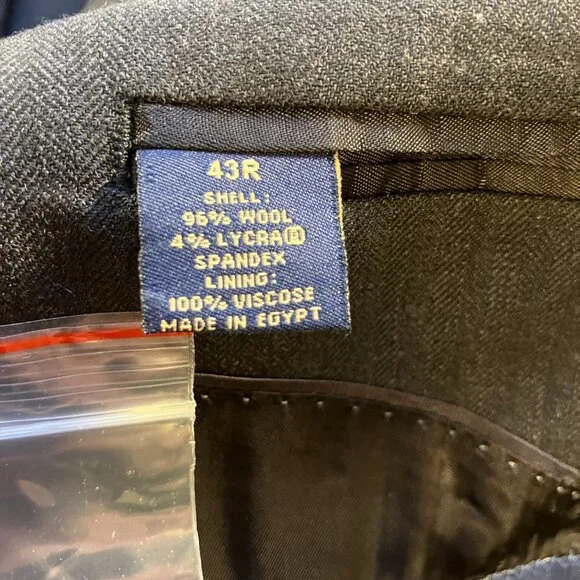 43R
SHELL:
96% WOOL
4% LYCRA®
SPANDEX
LINING:
100% VISCOSE
MADE IN EGYPT